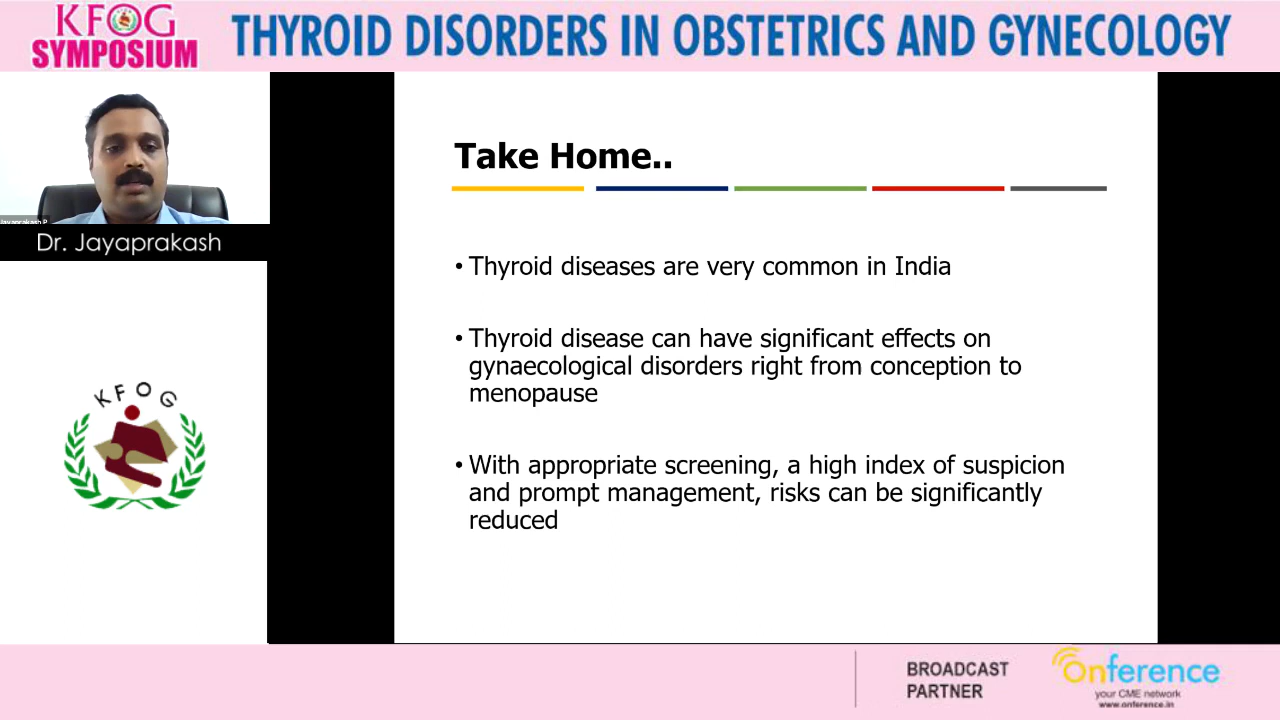 KFOG
SYMPOSIUM
THYROID DISORDERS IN OBSTETRICS AND GYNECOLOGY
Jayaprakash P
Dr. Jayaprakash
KFOG
Take Home..
• Thyroid diseases are very common in India
• Thyroid disease can have significant effects on
gynaecological disorders right from conception to
menopause
• With appropriate screening, a high index of suspicion
and prompt management, risks can be significantly
reduced
BROADCAST
PARTNER
Onference
your CME network
www.onference.in